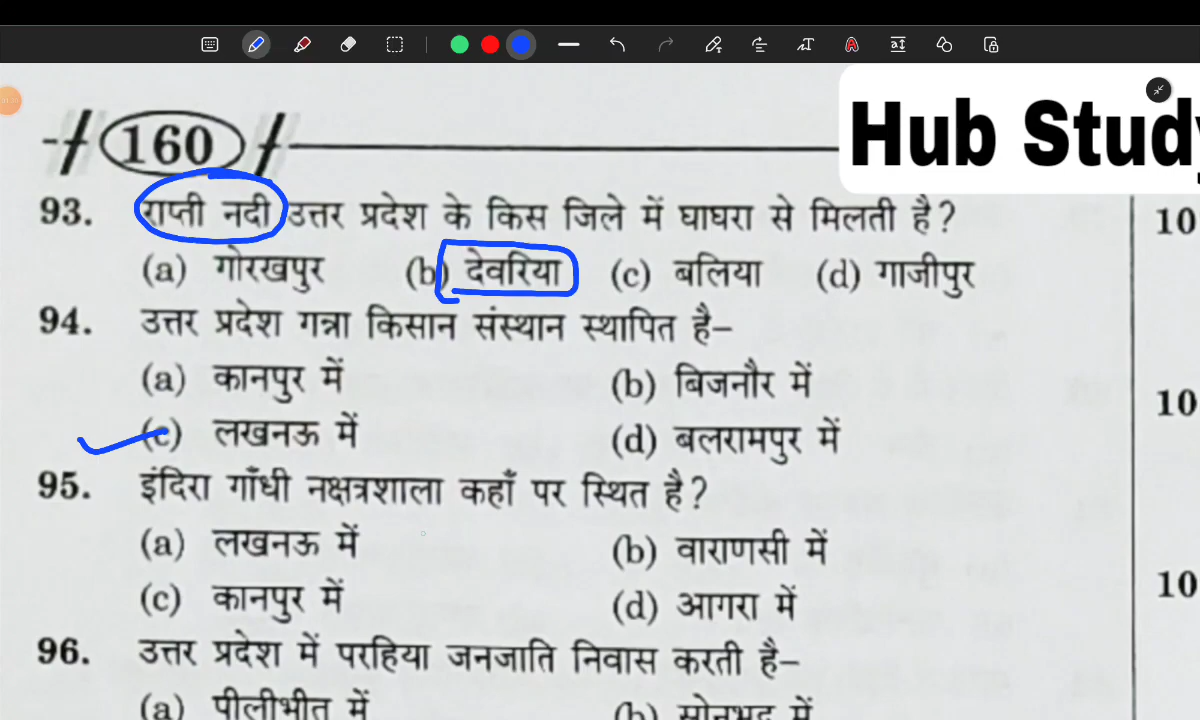 160
Hub Study
93. राप्ती नदी उत्तर प्रदेश के किस जिले में घाघरा से मिलती है?
(a) गोरखपुर (b) देवरिया (c) बलिया (d) गाजीपुर
94. उत्तर प्रदेश गन्ना किसान संस्थान स्थापित है–
(a) कानपुर में (b) बिजनौर में
(c) लखनऊ में (d) बलरामपुर में
95. इंदिरा गाँधी नक्षत्रशाला कहाँ पर स्थित है?
(a) लखनऊ में (b) वाराणसी में
(c) कानपुर में (d) आगरा में
96. उत्तर प्रदेश में परहिया जनजाति निवास करती है–
(a) पीलीभीत में (b) सोनभद्र में
10
10
10